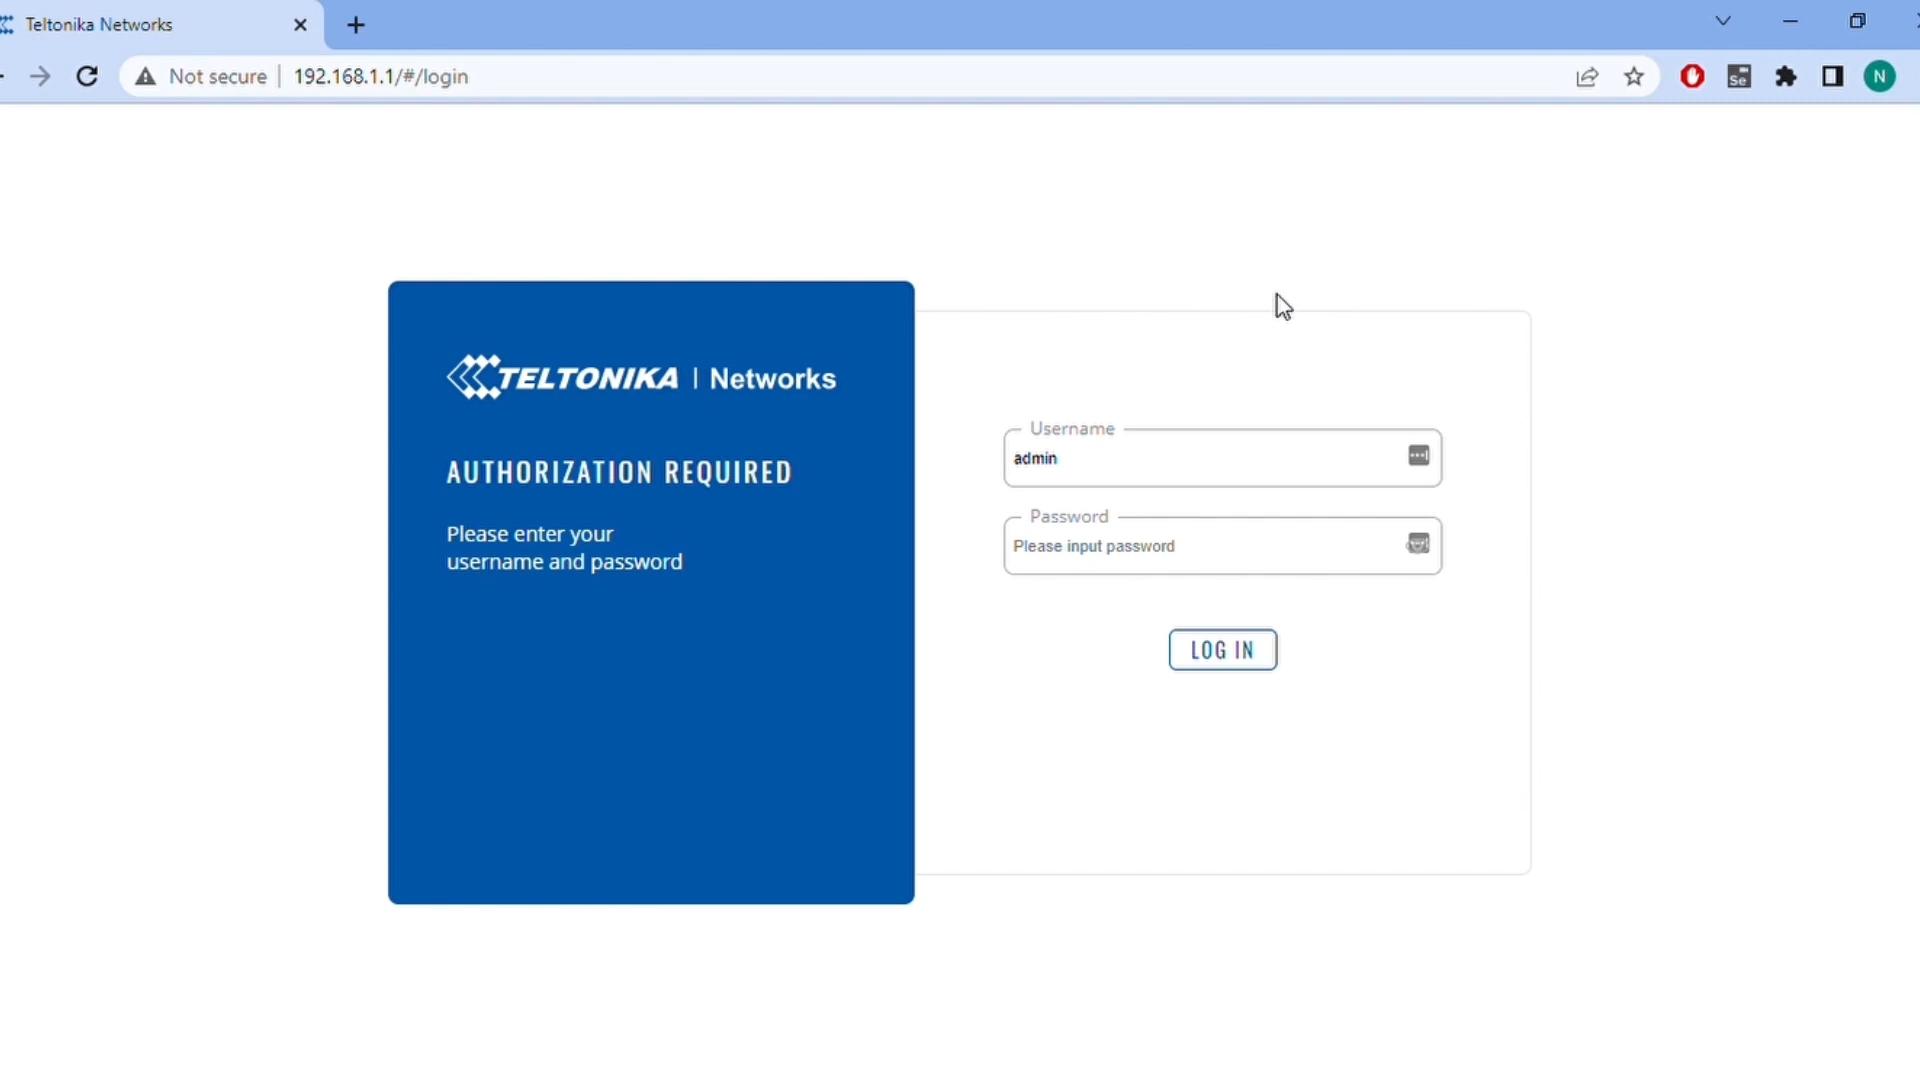 Teltonika Networks
Not secure
192.168.1.1/#/login
Se
N
TELTONIKA | Networks
AUTHORIZATION REQUIRED
Please enter your
username and password
Username
admin
Password
Please input password
LOG IN